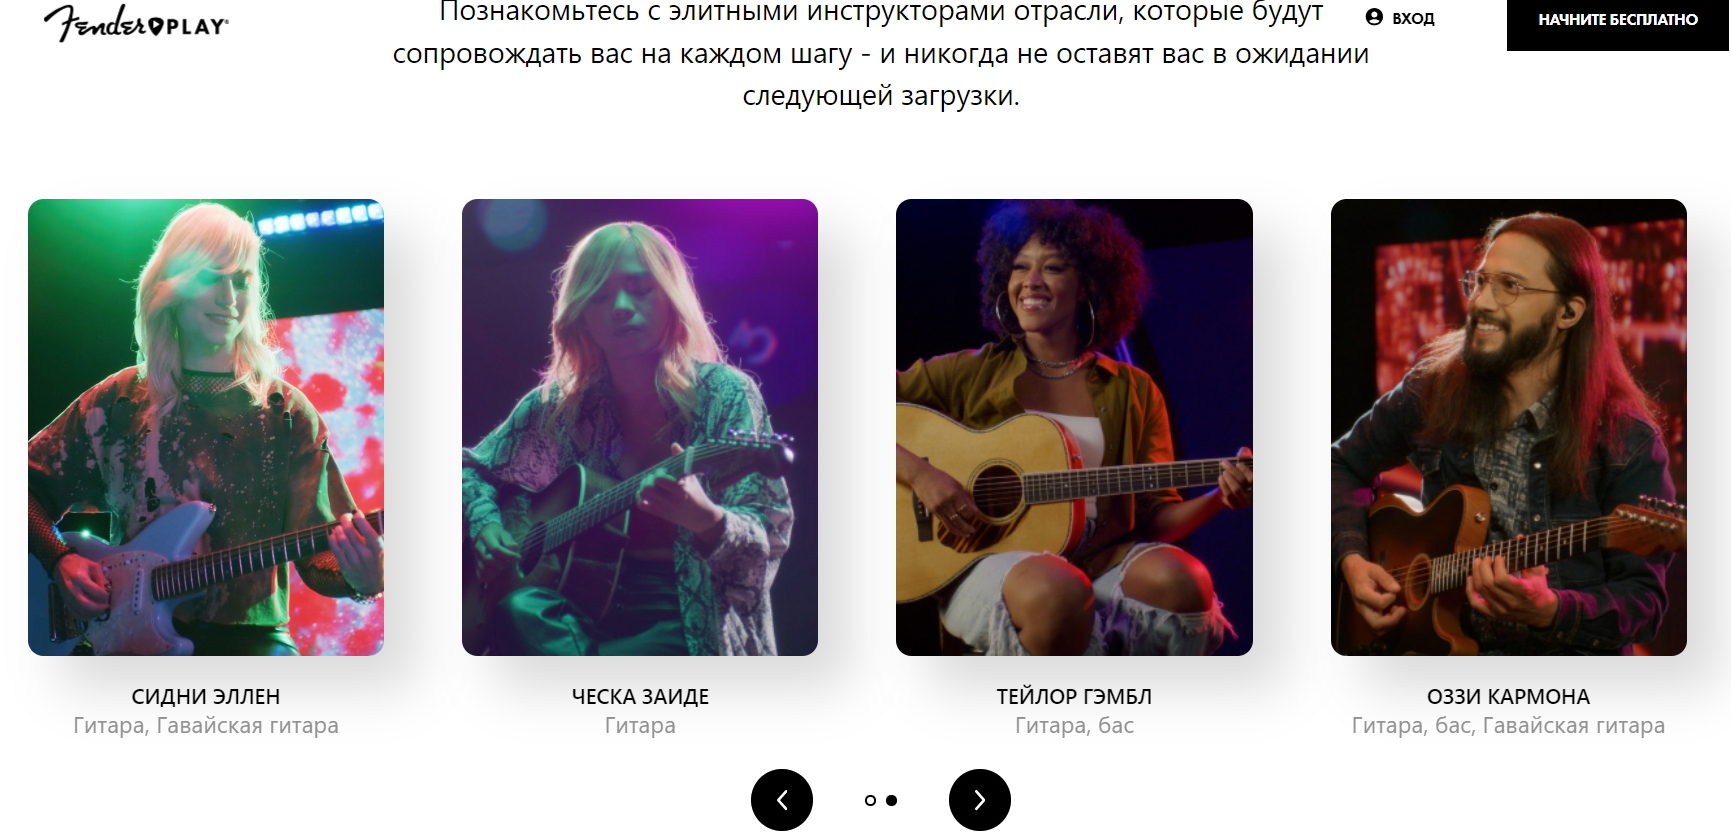 Fender PLAY
Познакомьтесь с элитными инструкторами отрасли, которые будут
ВХОД
НАЧНИТЕ БЕСПЛАТНО
сопровождать вас на каждом шагу - и никогда не оставят вас в ожидании
следующей загрузки.
СИДНИ ЭЛЛЕН
Гитара, Гавайская гитара
ЧЕСКА ЗАИДЕ
Гитара
ТЕЙЛОР ГЭМБЛ
Гитара, бас
ОЗЗИ КАРМОНА
Гитара, бас, Гавайская гитара